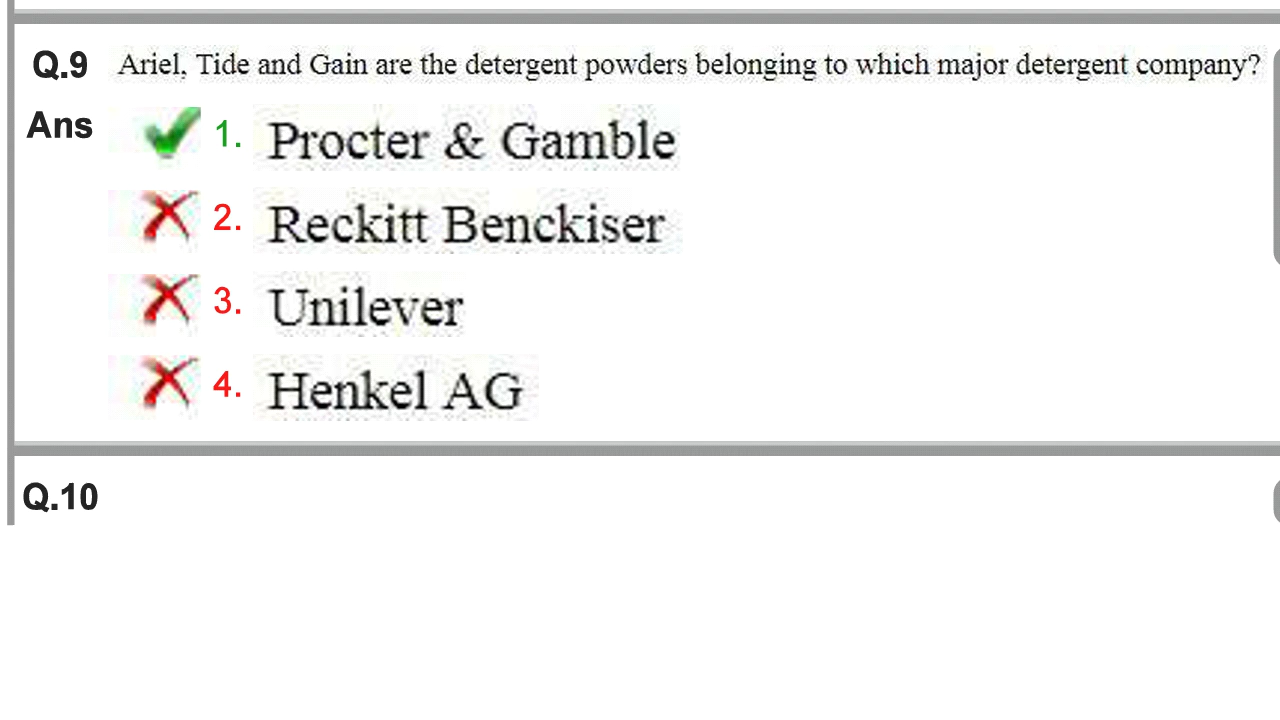 Q.9 Ariel, Tide and Gain are the detergent powders belonging to which major detergent company?
Ans 1. Procter & Gamble
2. Reckitt Benckiser
3. Unilever
4. Henkel AG
Q.10